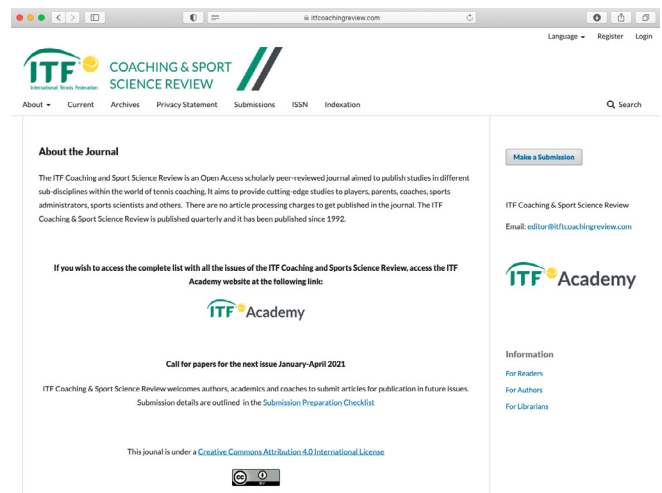 itfcoachingreview.com
Language Register Login
ITF
International Tennis Federation
COACHING & SPORT
SCIENCE REVIEW
About Current Archives Privacy Statement Submissions ISSN Indexation Search
About the Journal
The ITF Coaching and Sport Science Review is an Open Access scholarly peer-reviewed journal aimed to publish studies in different
sub-disciplines within the world of tennis coaching. It aims to provide cutting-edge studies to players, parents, coaches, sports
administrators, sports scientists and others. There are no article processing charges to get published in the journal. The ITF
Coaching & Sport Science Review is published quarterly and it has been published since 1992.
If you wish to access the complete list with all the issues of the ITF Coaching and Sports Science Review, access the ITF
Academy website at the following link:
ITF Academy
Call for papers for the next issue January-April 2021
ITF Coaching & Sport Science Review welcomes authors, academics and coaches to submit articles for publication in future issues.
Submission details are outlined in the Submission Preparation Checklist
This jounal is under a Creative Commons Attribution 4.0 International License
cc
BY
Make a Submission
ITF Coaching & Sport Science Review
Email: editor@itftcoachingreview.com
ITF Academy
Information
For Readers
For Authors
For Librarians